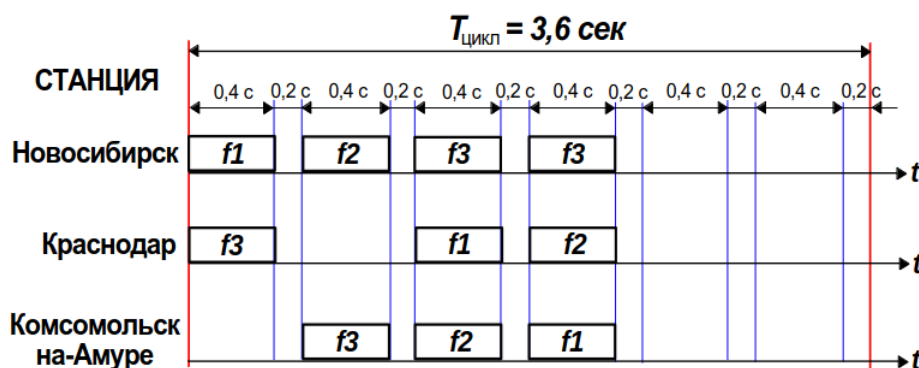 Tцикл = 3,6 сек
СТАНЦИЯ
0,4 с 0,2 с 0,4 с 0,2 с 0,4 с 0,2 с 0,4 с 0,2 с 0,4 с 0,2 с 0,4 с 0,2 с
Новосибирск f1 f2 f3 f3 t
Краснодар f3 f1 f2 t
Комсомольск
на-Амуре f3 f2 f1 t